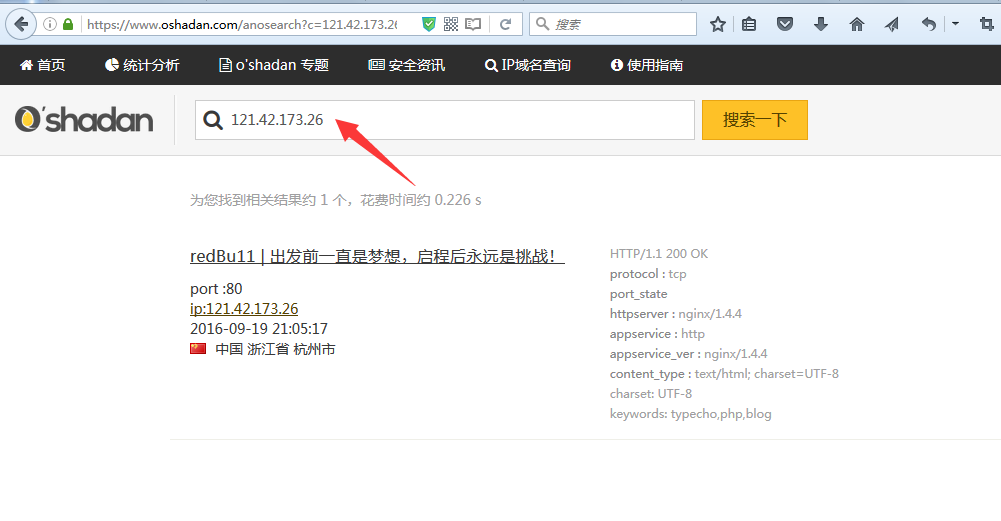 https://www.oshadan.com/anosearch?c=121.42.173.26
搜索
首页 统计分析 o'shadan 专题 安全资讯 IP域名查询 使用指南
O'shadan 121.42.173.26 搜索一下
为您找到相关结果约 1 个，花费时间约 0.226 s
redBu11 | 出发前一直是梦想，启程后永远是挑战！
port :80
ip:121.42.173.26
2016-09-19 21:05:17
中国 浙江省 杭州市
HTTP/1.1 200 OK
protocol : tcp
port_state
httpserver : nginx/1.4.4
appservice : http
appservice_ver : nginx/1.4.4
content_type : text/html; charset=UTF-8
charset: UTF-8
keywords: typecho,php,blog